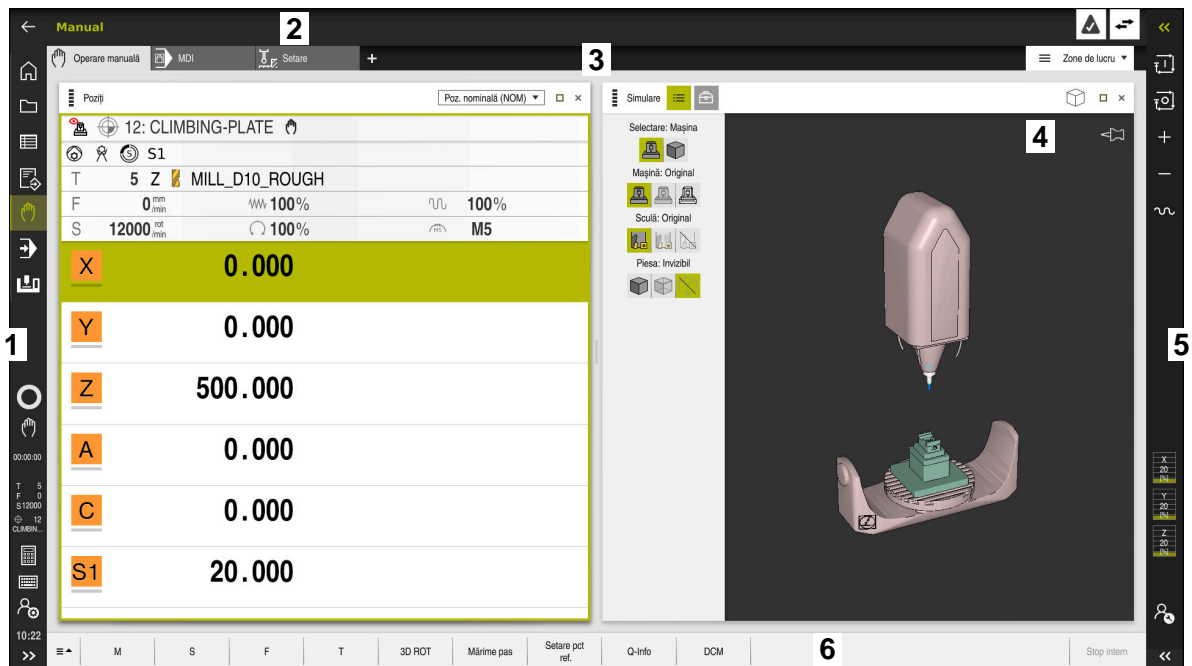 Manual
2
Operare manuală
MDI
Setare
+
3
Zone de lucru
Poziții
Poz. nominală (NOM)
12: CLIMBING-PLATE
S1
T 5 Z MILL_D10_ROUGH
F 0 mm/min 100% 100%
S 12000 rot/min 100% M5
X 0.000
Y 0.000
Z 500.000
A 0.000
C 0.000
S1 20.000
Simulare
4
Selectare: Mașina
Mașină: Original
Sculă: Original
Piesa: Invizibil
1
00:00:00
T 5
F 0
S 12000
12
CLIMBIN...
10:22
5
X
20
[%]
Y
20
[%]
Z
20
[%]
M
S
F
T
3D ROT
Mărime pas
Setare pct ref.
Q-Info
DCM
6
Stop intern